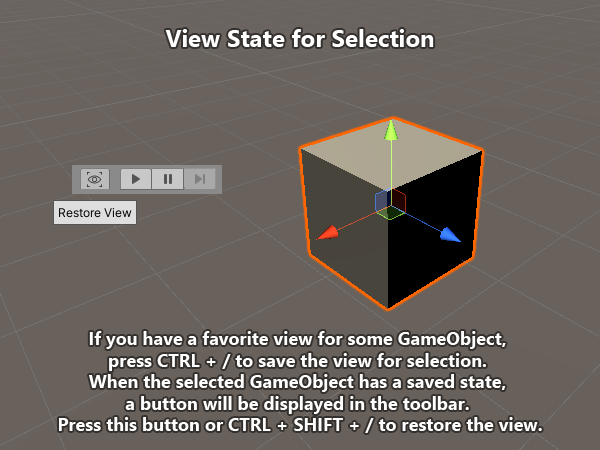 View State for Selection
Restore View
If you have a favorite view for some GameObject,
press CTRL + / to save the view for selection.
When the selected GameObject has a saved state,
a button will be displayed in the toolbar.
Press this button or CTRL + SHIFT + / to restore the view.